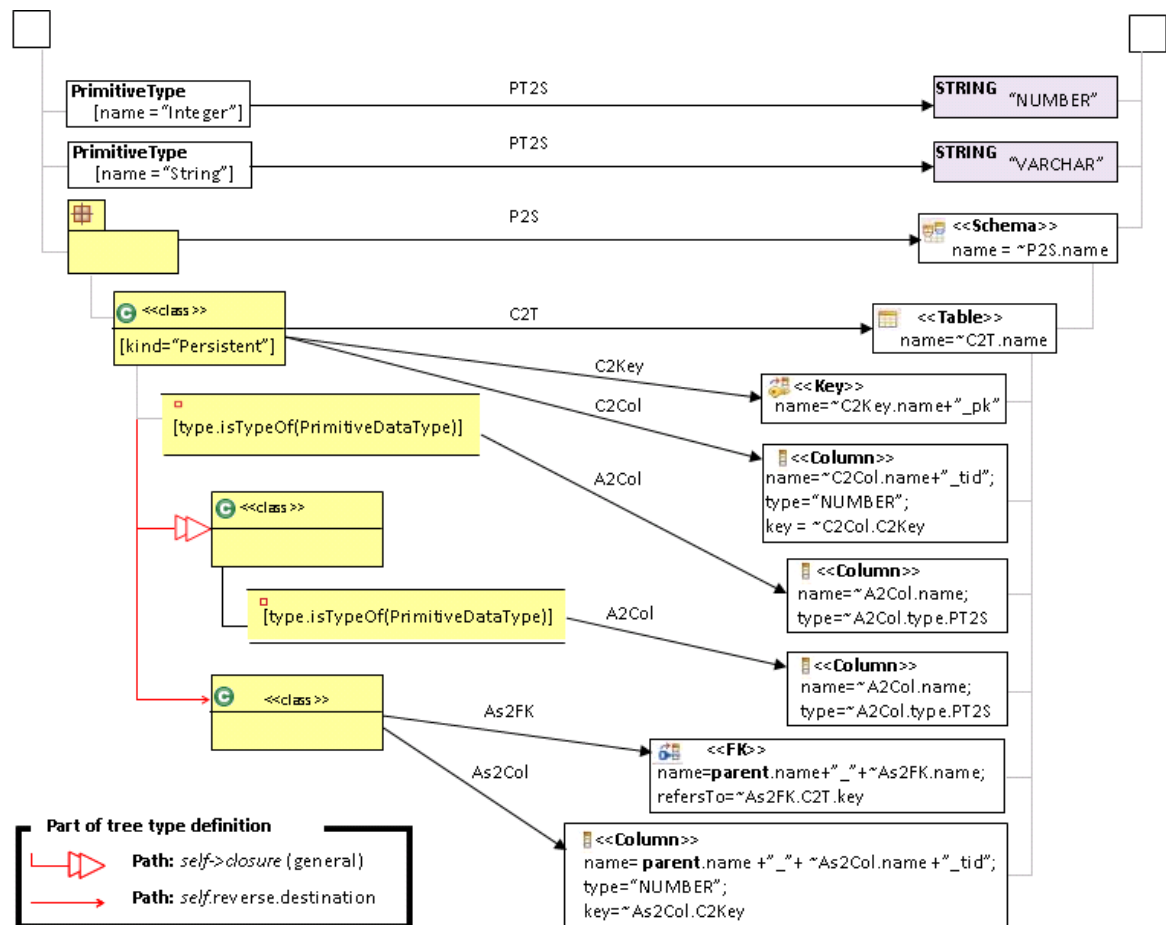 PT2S
PrimitiveType
[name = "Integer"]
STRING
"NUMBER"
PT2S
PrimitiveType
[name = "String"]
STRING
"VARCHAR"
P2S
<<Schema>>
name = ~P2S.name
<<class>>
[kind="Persistent"]
C2T
<<Table>>
name=~C2T.name
C2Key
<<Key>>
name=~C2Key.name+"_pk"
C2Col
[type.isTypeOf(PrimitiveDataType)]
<<Column>>
name=~C2Col.name+"_tid";
type="NUMBER";
key = ~C2Col.C2Key
A2Col
<<class>>
<<Column>>
name=~A2Col.name;
type=~A2Col.type.PT2S
[type.isTypeOf(PrimitiveDataType)]
A2Col
<<Column>>
name=~A2Col.name;
type=~A2Col.type.PT2S
<<class>>
As2FK
<<FK>>
name=parent.name+"_"+~As2FK.name;
refersTo=~As2FK.C2T.key
As2Col
<<Column>>
name= parent.name +"_"+ ~As2Col.name +"_tid";
type="NUMBER";
key=~As2Col.C2Key
Part of tree type definition
Path: self->closure (general)
Path: self.reverse.destination